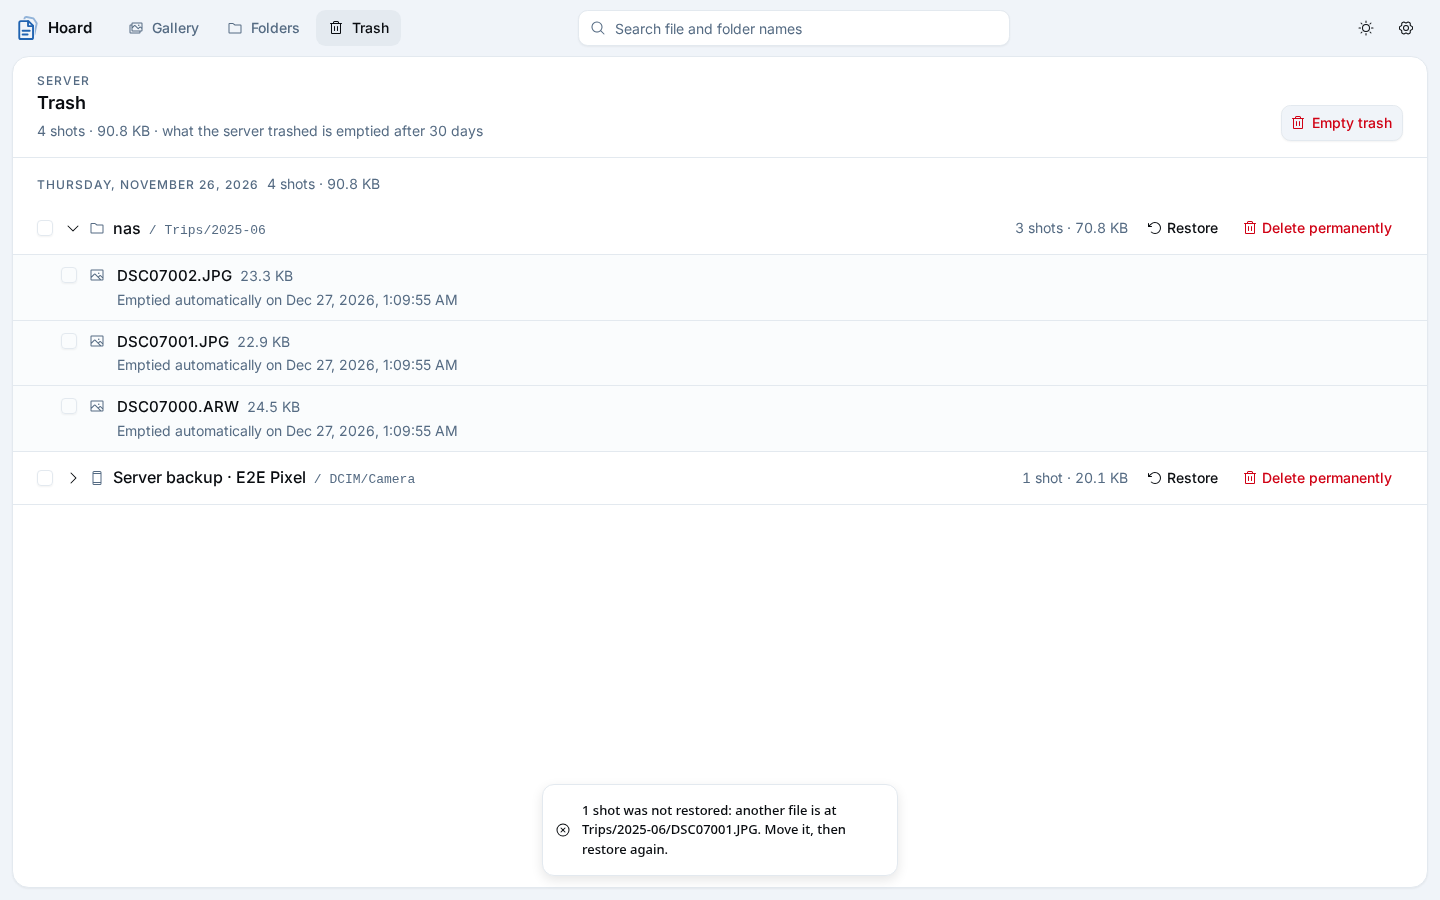 Hoard
Gallery
Folders
Trash
Search file and folder names
SERVER
Trash
4 shots · 90.8 KB · what the server trashed is emptied after 30 days
Empty trash
THURSDAY, NOVEMBER 26, 2026 4 shots · 90.8 KB
nas / Trips/2025-06
3 shots · 70.8 KB
Restore
Delete permanently
DSC07002.JPG 23.3 KB
Emptied automatically on Dec 27, 2026, 1:09:55 AM
DSC07001.JPG 22.9 KB
Emptied automatically on Dec 27, 2026, 1:09:55 AM
DSC07000.ARW 24.5 KB
Emptied automatically on Dec 27, 2026, 1:09:55 AM
Server backup · E2E Pixel / DCIM/Camera
1 shot · 20.1 KB
Restore
Delete permanently
1 shot was not restored: another file is at
Trips/2025-06/DSC07001.JPG. Move it, then
restore again.